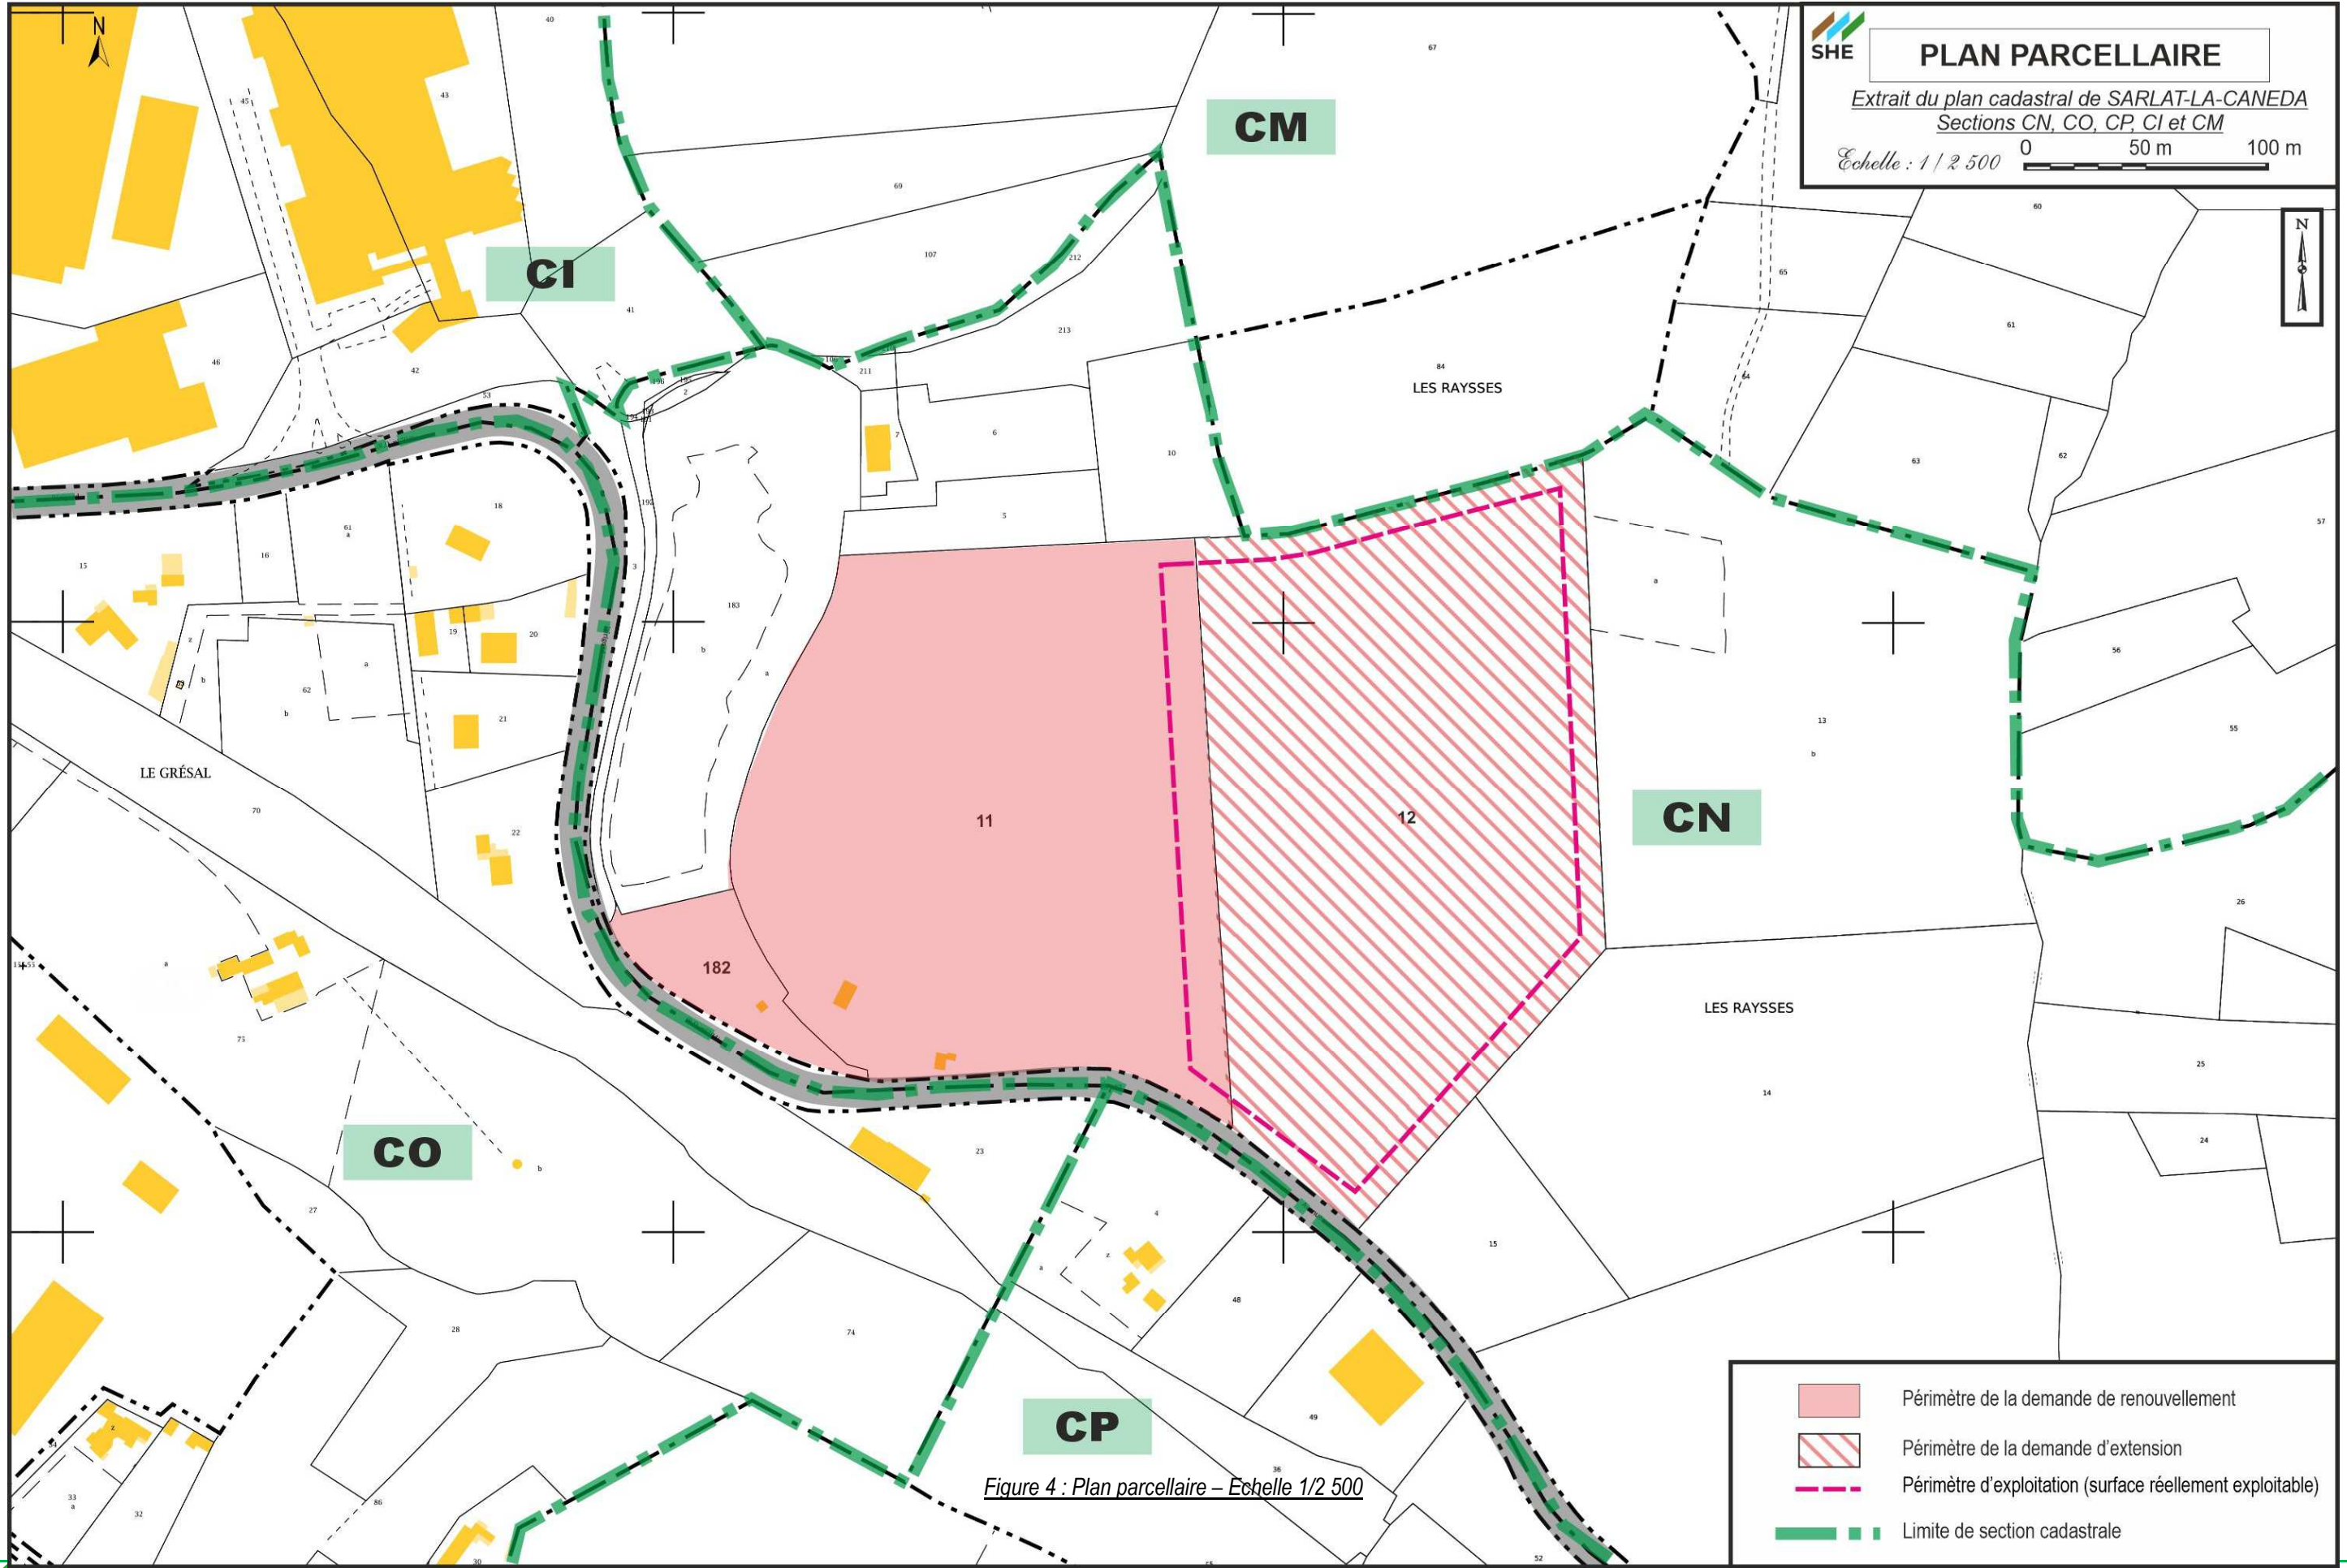 N
40
67
SHE
PLAN PARCELLAIRE
Extrait du plan cadastral de SARLAT-LA-CANEDA
Sections CN, CO, CP, CI et CM
Echelle : 1 / 2 500
0 50 m 100 m
43
45
CM
69
60
N
CI
107
212
65
61
41
213
46
42
84
LES RAYSSES
64
211
53
2
7
6
10
63
62
18
192
5
57
61
a
16
15
3
a
183
19
20
z
b
a
b
a
56
62
b
21
13
b
55
LE GRÉSAL
70
22
11
12
CN
26
a
182
75
LES RAYSSES
25
14
CO
b
23
24
27
4
z
a
15
48
28
74
49
CP
Périmètre de la demande de renouvellement
Périmètre de la demande d'extension
Périmètre d'exploitation (surface réellement exploitable)
Limite de section cadastrale
z
34
33
a
32
86
36
Figure 4 : Plan parcellaire – Echelle 1/2 500
30
52